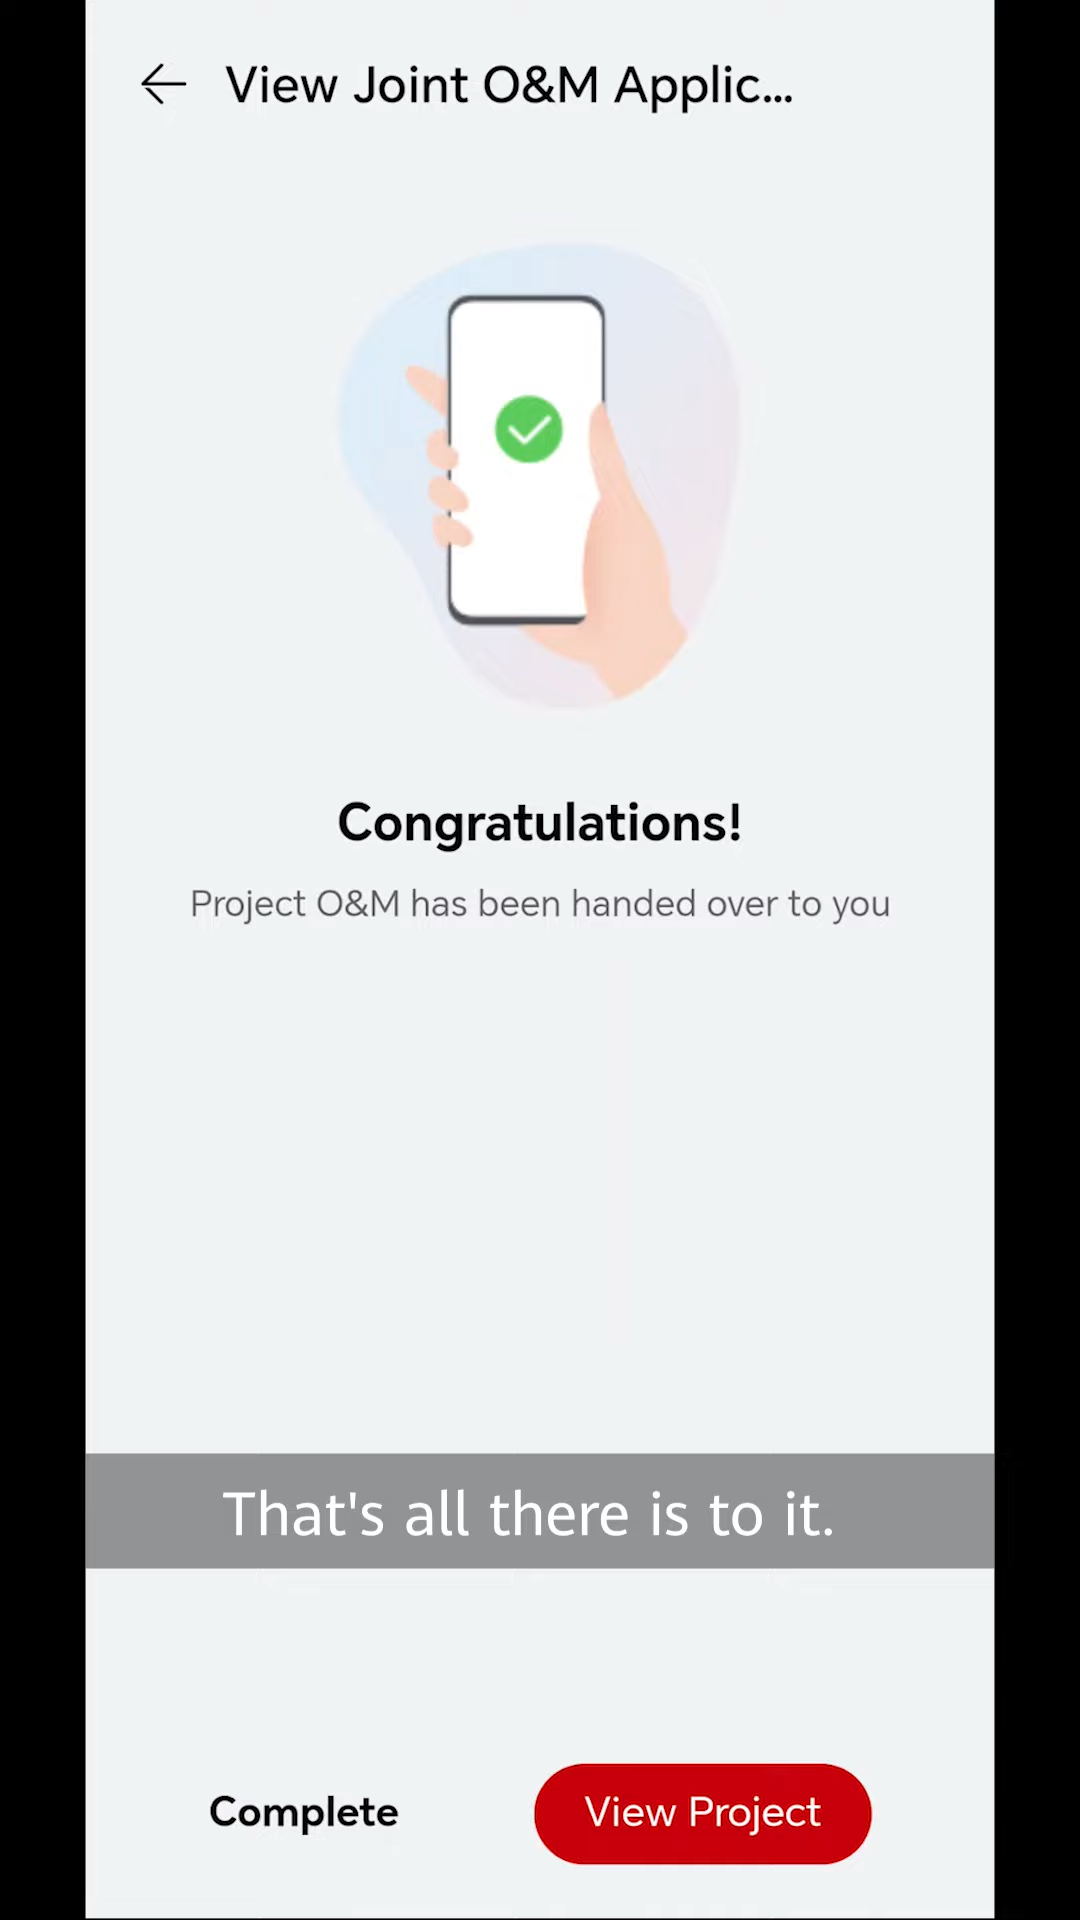 View Joint O&M Applic...
Congratulations!
Project O&M has been handed over to you
That's all there is to it.
Complete
View Project